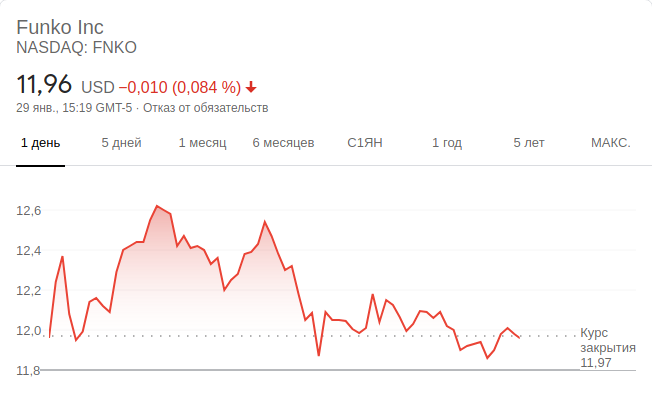 Funko Inc
NASDAQ: FNKO
11,96 USD −0,010 (0,084 %)
29 янв., 15:19 GMT-5 · Отказ от обязательств
1 день 5 дней 1 месяц 6 месяцев С1ЯН 1 год 5 лет МАКС.
12,6
12,4
12,2
12,0
Курс
закрытия
11,97
11,8